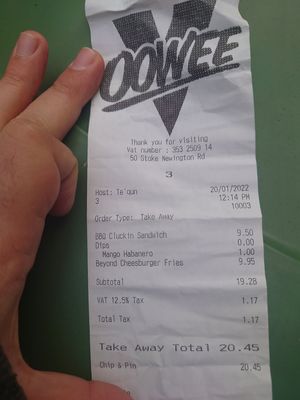 V
OOWEE
Thank you for visiting
Vat number : 353 2509 14
50 Stoke Newington Rd
3
Host: Te'qun 20/01/2022
3 12:14 PM
10003
Order Type: Take Away
BBQ Cluckin Sandwich 9.50
Dips 0.00
Mango Habanero 1.00
Beyond Cheesburger Fries 9.95
Subtotal 19.28
VAT 12.5% Tax 1.17
Total Tax 1.17
Take Away Total 20.45
Chip & Pin 20.45